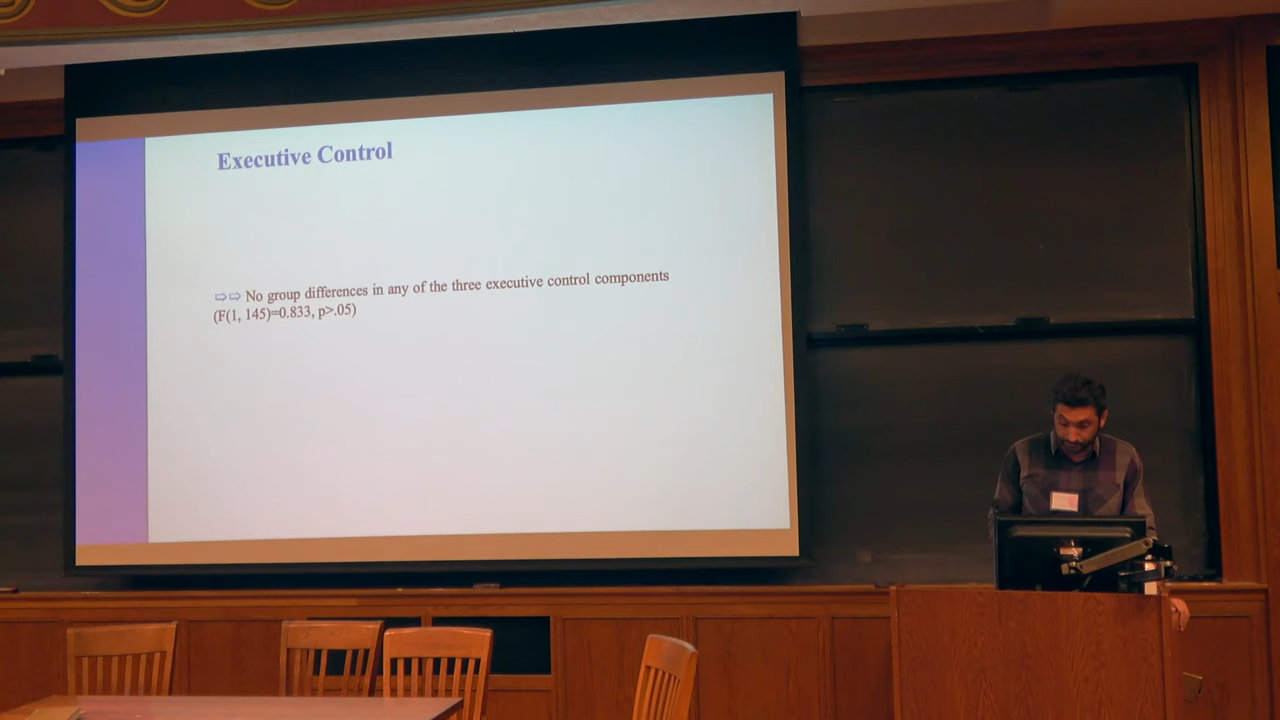 Executive Control
⇨⇨ No group differences in any of the three executive control components
(F(1, 145)=0.833, p>.05)